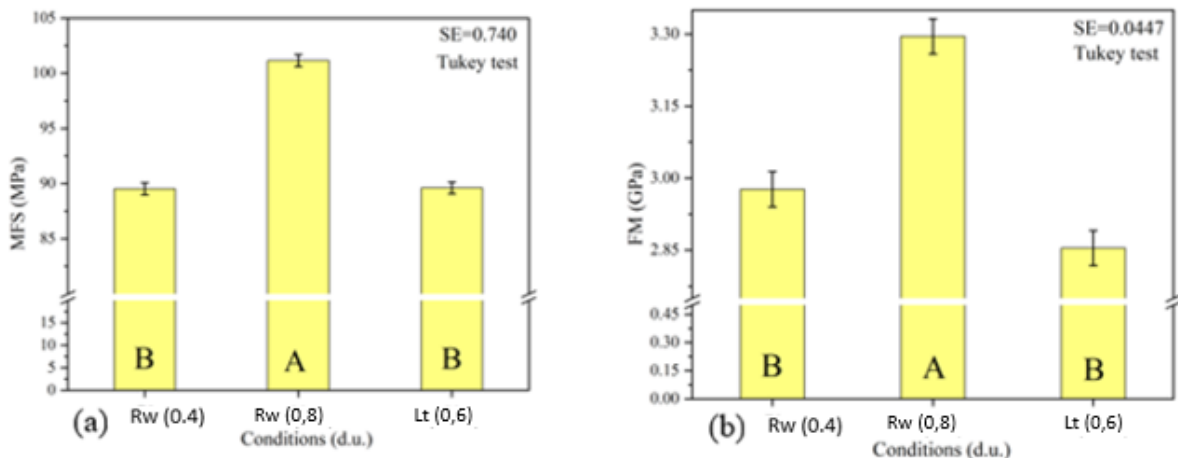 105
100
95
90
85
15
10
5
0
MFS (MPa)
SE=0.740
Tukey test
B
A
B
Rw (0.4)
Rw (0,8)
Lt (0,6)
(a)
Conditions (d.u.)
3.30
3.15
3.00
2.85
0.45
0.30
0.15
0.00
FM (GPa)
SE=0.0447
Tukey test
B
A
B
Rw (0.4)
Rw (0,8)
Lt (0,6)
(b)
Conditions (d.u.)